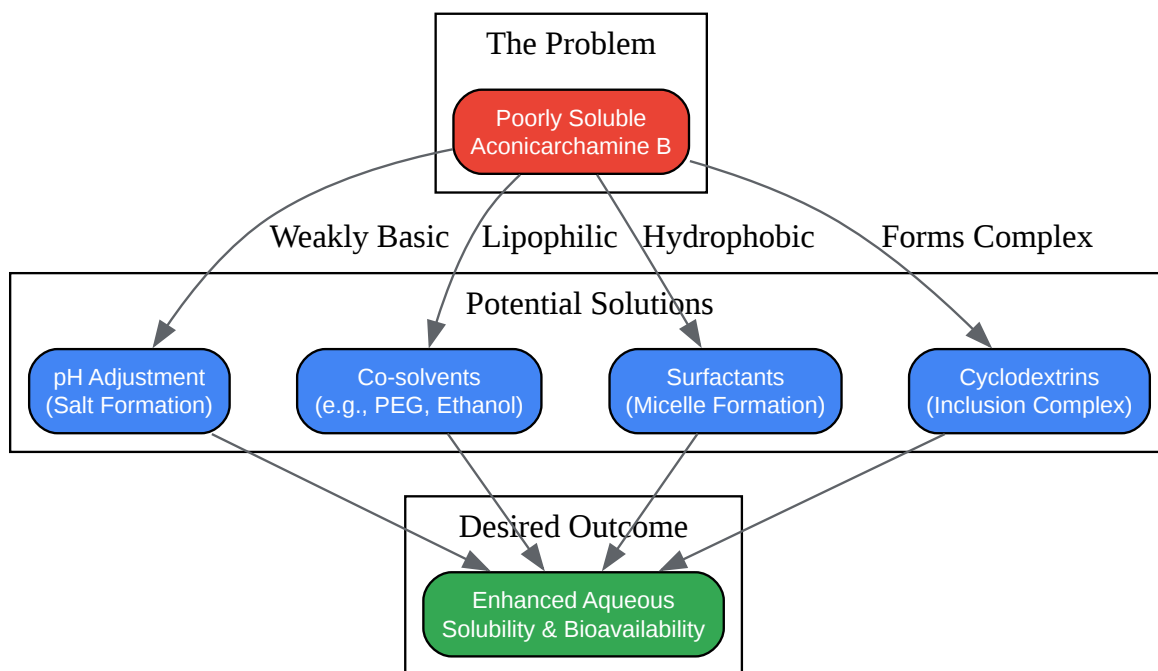 The Problem
Poorly Soluble
Aconicarchamine B
Weakly Basic
Lipophilic
Hydrophobic
Forms Complex
Potential Solutions
pH Adjustment
(Salt Formation)
Co-solvents
(e.g., PEG, Ethanol)
Surfactants
(Micelle Formation)
Cyclodextrins
(Inclusion Complex)
Desired Outcome
Enhanced Aqueous
Solubility & Bioavailability